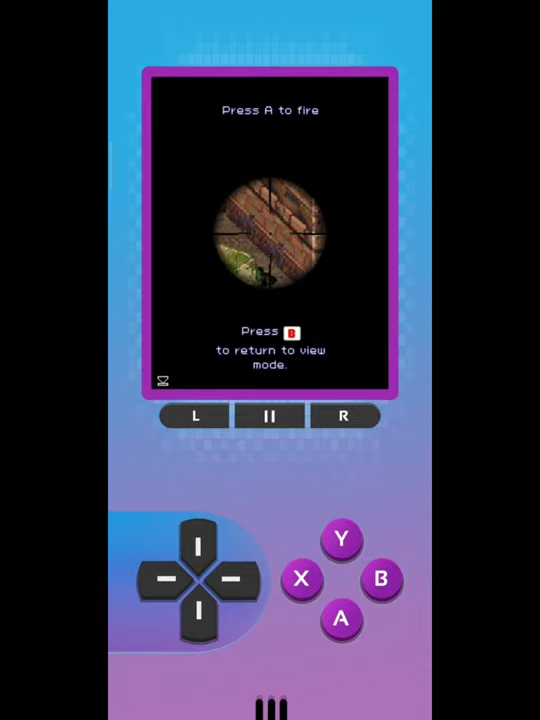 Press A to fire
Press B
to return to view
mode.
L
R
Y
X
B
A